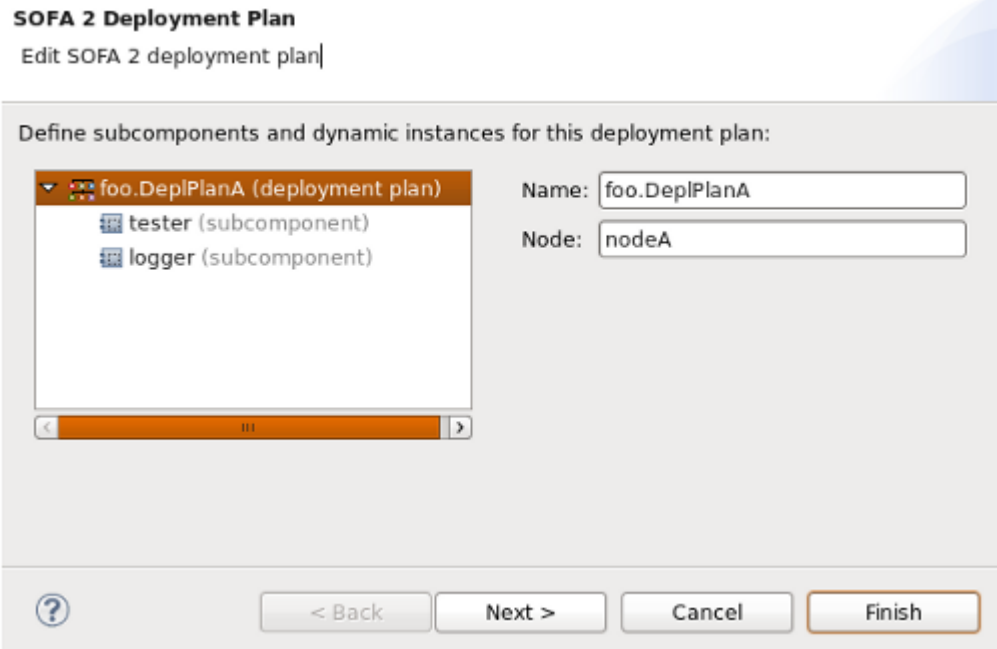 SOFA 2 Deployment Plan
Edit SOFA 2 deployment plan
Define subcomponents and dynamic instances for this deployment plan:
foo.DeplPlanA (deployment plan)
tester (subcomponent)
logger (subcomponent)
Name: foo.DeplPlanA
Node: nodeA
? < Back Next > Cancel Finish